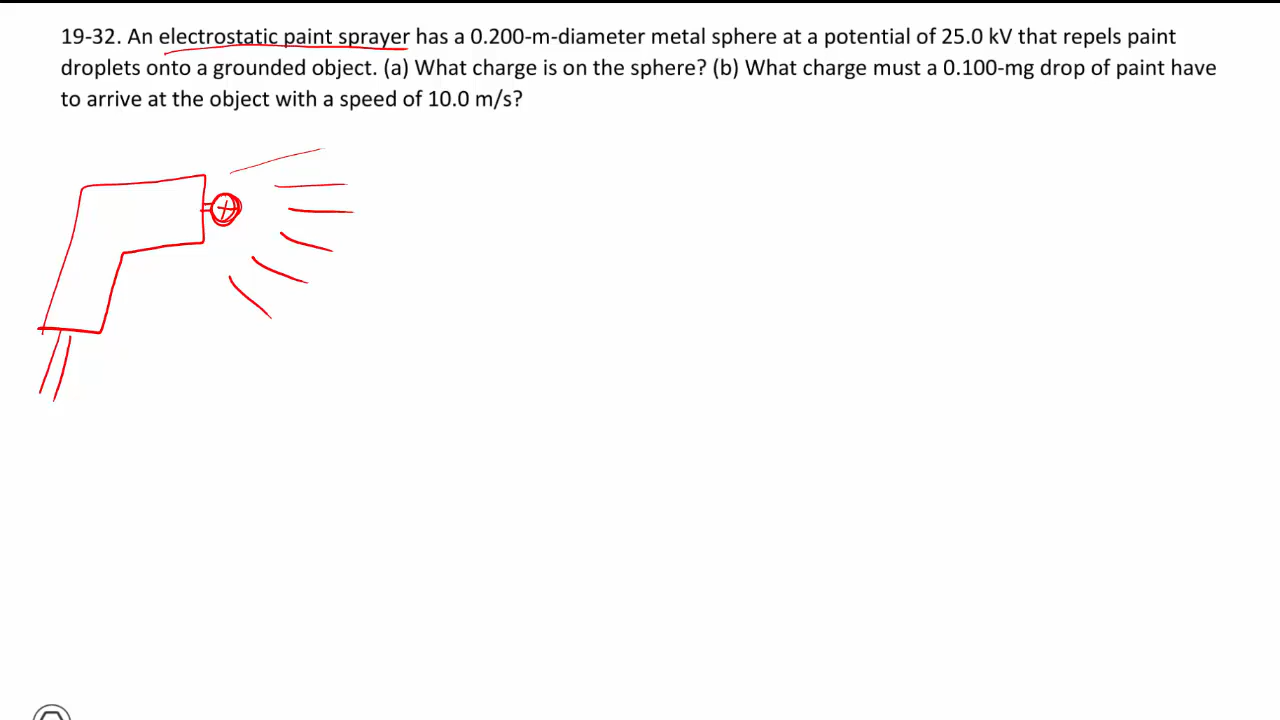 19-32. An electrostatic paint sprayer has a 0.200-m-diameter metal sphere at a potential of 25.0 kV that repels paint
droplets onto a grounded object. (a) What charge is on the sphere? (b) What charge must a 0.100-mg drop of paint have
to arrive at the object with a speed of 10.0 m/s?
+